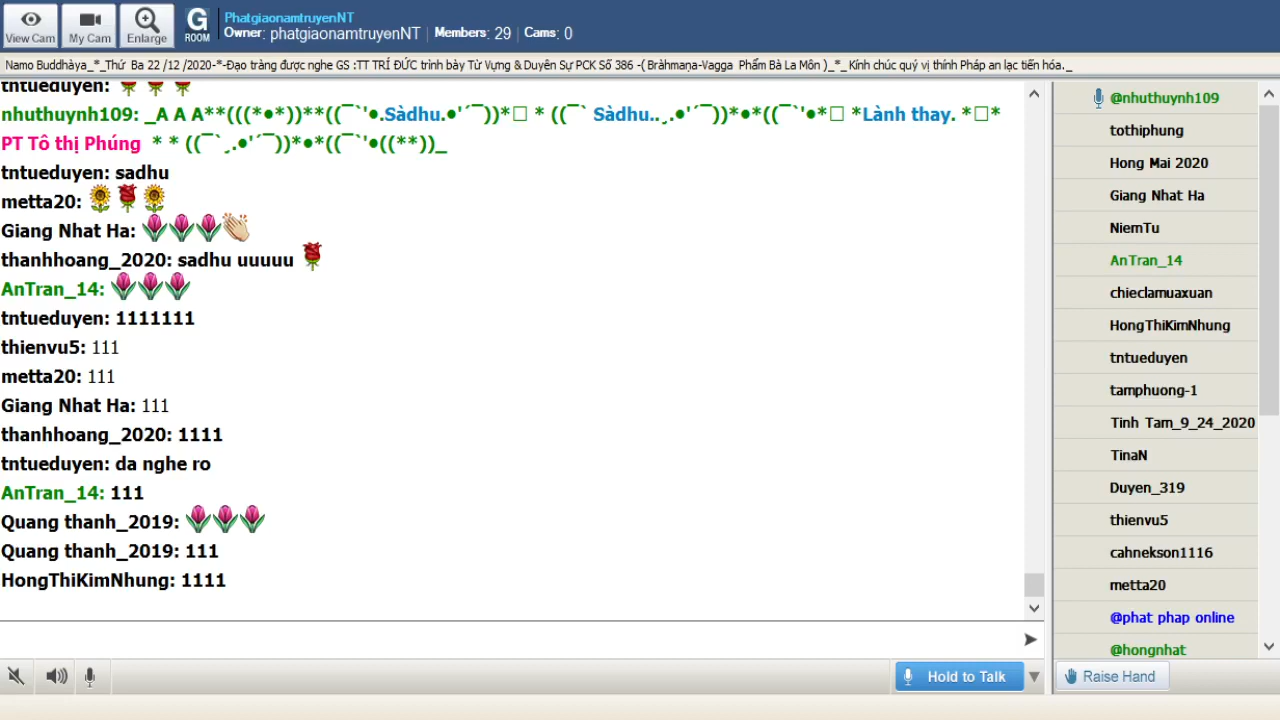 View Cam
My Cam
Enlarge
G
ROOM
PhatgiaonamtruyenNT
Owner: phatgiaonamtruyenNT | Members: 29 | Cams: 0
Namo Buddhàya_*_Thứ Ba 22 /12 /2020-*-Đạo tràng được nghe GS :TT TRÍ ĐỨC trình bày Từ Vựng & Duyên Sự PCK Số 386 -( Bràhmaṇa-Vagga Phẩm Bà La Môn )_*_ Kính chúc quý vị thính Pháp an lạc tiến hóa._
tntueduyen: 🌹🌹🌹
nhuthuynh109: _A A A**(((*•*))**((¯`'•.Sàdhu.•'´¯))*□ * ((¯` Sàdhu..¸.•'´¯))*•*((¯`'•*□ *Lành thay. *□*
PT Tô thị Phúng * * ((¯`¸.•'´¯))*•*((¯`'•((**))_
tntueduyen: sadhu
metta20: 🌻🌹🌻
Giang Nhat Ha: 🌷🌷🌷👏
thanhhoang_2020: sadhu uuuuu 🌹
AnTran_14: 🌷🌷🌷
tntueduyen: 1111111
thienvu5: 111
metta20: 111
Giang Nhat Ha: 111
thanhhoang_2020: 1111
tntueduyen: da nghe ro
AnTran_14: 111
Quang thanh_2019: 🌷🌷🌷
Quang thanh_2019: 111
HongThiKimNhung: 1111
Hold to Talk
@nhuthuynh109
tothiphung
Hong Mai 2020
Giang Nhat Ha
NiemTu
AnTran_14
chieclamuaxuan
HongThiKimNhung
tntueduyen
tamphuong-1
Tinh Tam_9_24_2020
TinaN
Duyen_319
thienvu5
cahnekson1116
metta20
@phat phap online
@hongnhat
Raise Hand